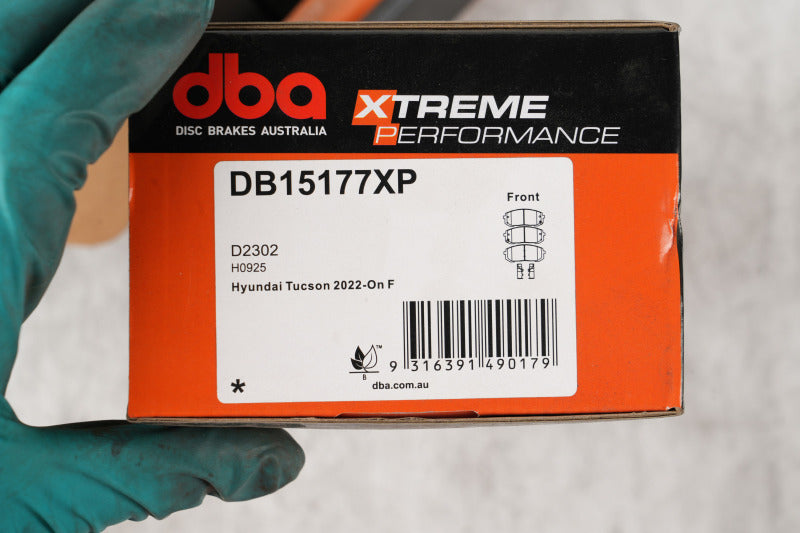 dba
DISC BRAKES AUSTRALIA
XTREME
PERFORMANCE
DB15177XP
Front
D2302
H0925
Hyundai Tucson 2022-On F
TM
B
9 316391 490179
*
dba.com.au